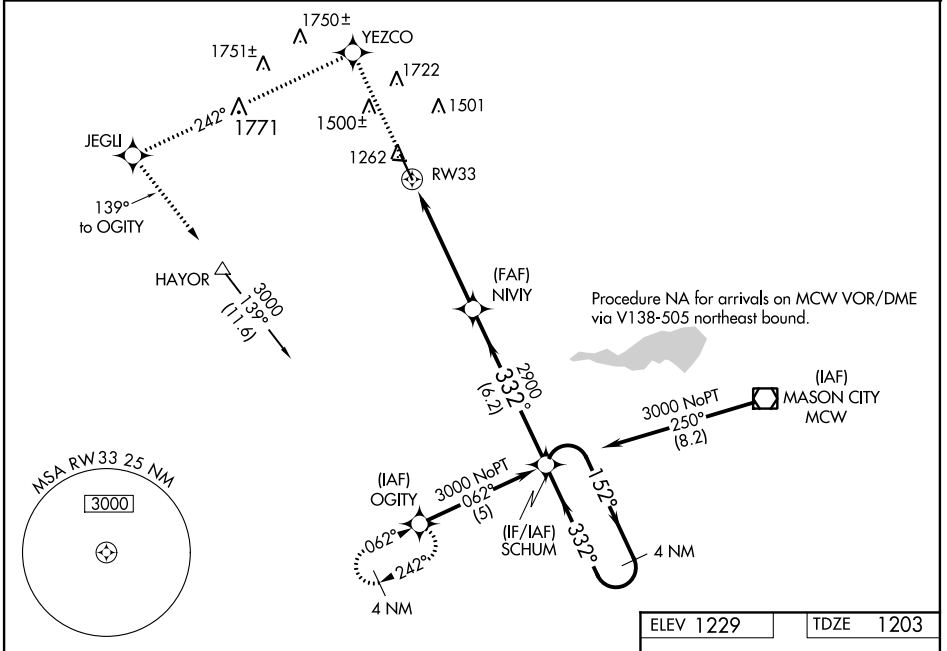 1750±
YEZCO
1751±
1722
1501
1500±
242°
1771
JEGLI
1262
RW33
139°
to OGITY
HAYOR
3000
139°
(11.6)
(FAF)
NIVIY
Procedure NA for arrivals on MCW VOR/DME
via V138-505 northeast bound.
2900
332°
(6.2)
(IAF)
MASON CITY
MCW
3000 NoPT
250°
(8.2)
MSA RW33 25 NM
3000
(IAF)
OGITY
3000 NoPT
062°
(5)
(IF/IAF)
SCHUM
152°
332°
4 NM
062°
242°
4 NM
ELEV 1229
TDZE 1203